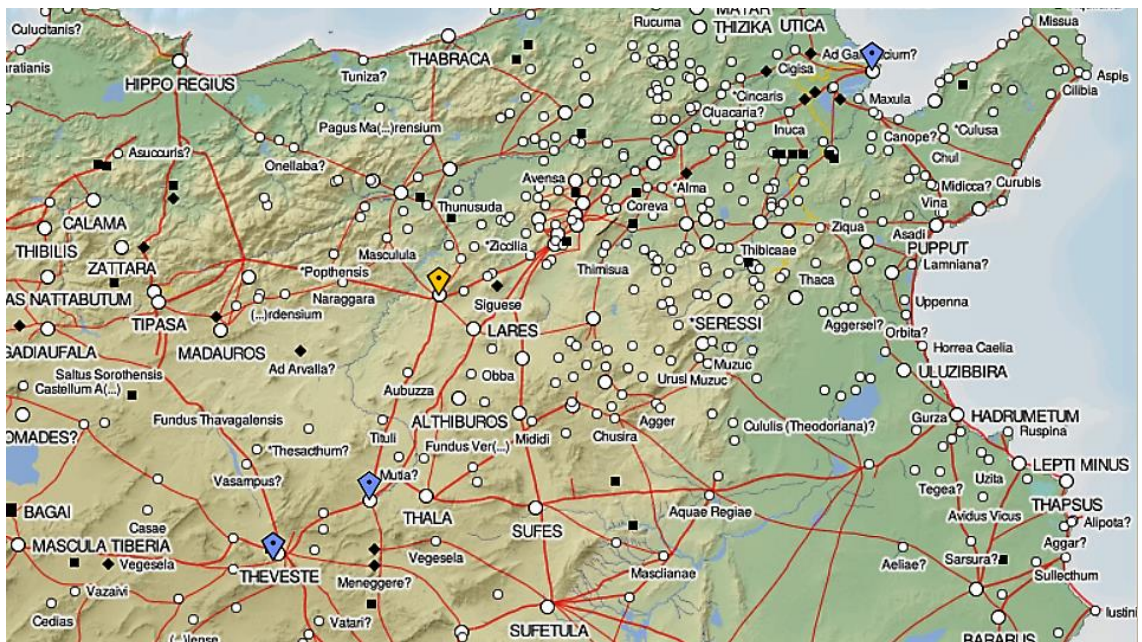 MATAR
Rucuma
THIZIKA
UTICA
Missua
Culucitanis?
THABRACA
Cigisa
Aspis
Tuniza?
Cilibia
HIPPO REGIUS
*Cincaris
Maxula
Cluacaria?
Pagus Ma(...)rensium
Inuca
Canope?
*Culusa
Asuccuris?
Onellaba?
Chul
Avensa
*Alma
Midicca?
Curubis
Thunusuda
Coreva
Vina
CALAMA
Ziqua
Asadi
THIBILIS
Masculula
*Ziccilia
Thibicaae
PUPPUT
ZATTARA
*Popthensis
Thimisua
Lamniana?
Thaca
AS NATTABUTUM
Naraggara
Siguese
Uppenna
(...)rdensium
TIPASA
LARES
*SERESSI
Aggersel?
Orbita?
GADIAUFALA
MADAUROS
Horrea Caelia
Ad Arvalla?
Muzuc
Saltus Sorothensis
Obba
Urusi
Muzuc
ULUZIBBIRA
Castellum A(...)
Aubuzza
Fundus Thavagalensis
ALTHIBUROS
Agger
Gurza
HADRUMETUM
OMADES?
Tituli
Mididi
Chusira
Cululis (Theodoriana?)
Ruspina
*Thesacthum?
Fundus Ver(...)
LEPTI MINUS
Vasampus?
Mutia?
Uzita
Tegea?
BAGAI
THALA
SUFES
Aquae Regiae
THAPSUS
Casae
Avidus Vicus
Alipota?
MASCULA TIBERIA
Vegesela
Aggar?
Vegesela
THEVESTE
Meneggere?
Masclianae
Aeliae?
Sarsura?
Sullecthum
Vazaivi
Cedias
Vatari?
SUFETULA
(...)lense
BARARUS